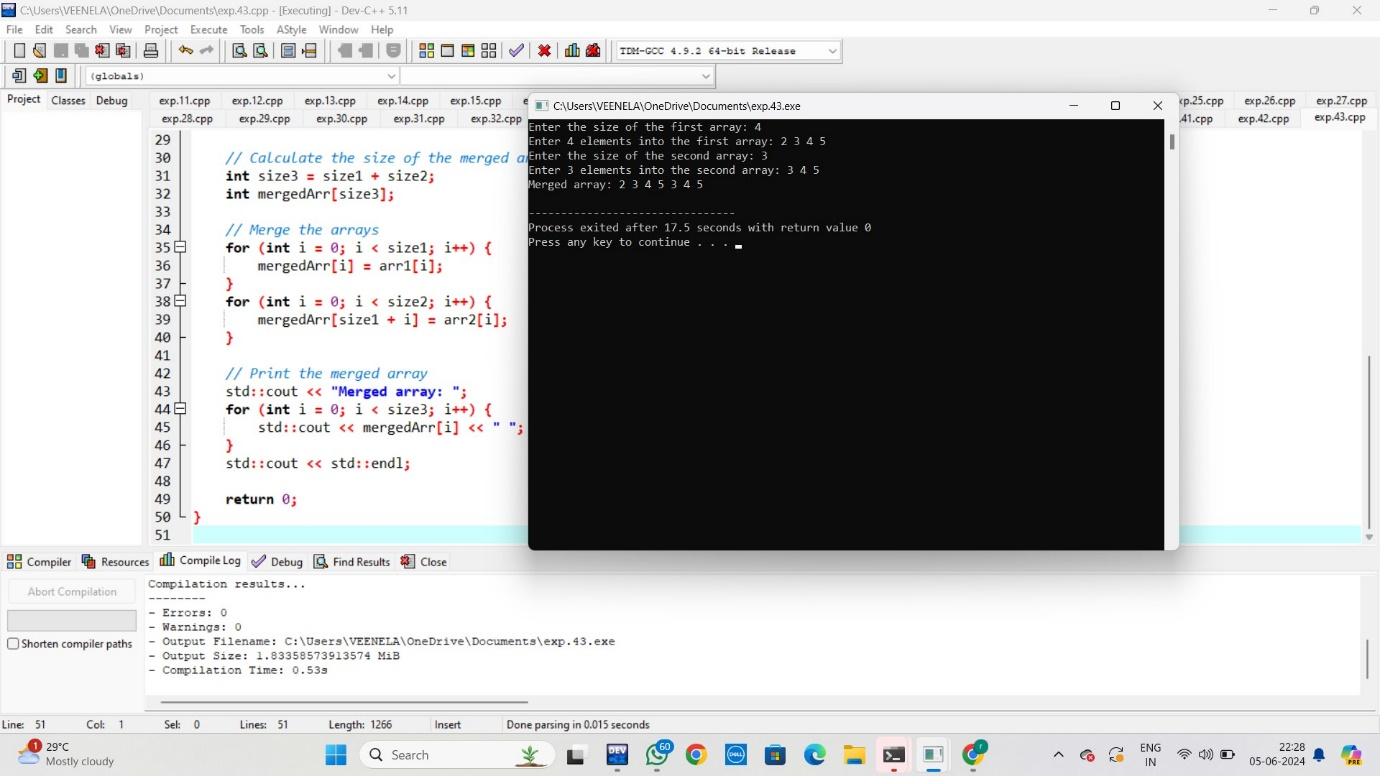 C:\Users\VEENELA\OneDrive\Documents\exp.43.cpp - [Executing] - Dev-C++ 5.11
File Edit Search View Project Execute Tools AStyle Window Help
TDM-GCC 4.9.2 64-bit Release
(globals)
Project Classes Debug
exp.11.cpp exp.12.cpp exp.13.cpp exp.14.cpp exp.15.cpp xp.25.cpp exp.26.cpp exp.27.cpp
exp.28.cpp exp.29.cpp exp.30.cpp exp.31.cpp exp.32.cpp .41.cpp exp.42.cpp exp.43.cpp
29
30 // Calculate the size of the merged a
31 int size3 = size1 + size2;
32 int mergedArr[size3];
33
34 // Merge the arrays
35 for (int i = 0; i < size1; i++) {
36 mergedArr[i] = arr1[i];
37 }
38 for (int i = 0; i < size2; i++) {
39 mergedArr[size1 + i] = arr2[i];
40 }
41
42 // Print the merged array
43 std::cout << "Merged array: ";
44 for (int i = 0; i < size3; i++) {
45 std::cout << mergedArr[i] << " ";
46 }
47 std::cout << std::endl;
48
49 return 0;
50 }
51
C:\Users\VEENELA\OneDrive\Documents\exp.43.exe
Enter the size of the first array: 4
Enter 4 elements into the first array: 2 3 4 5
Enter the size of the second array: 3
Enter 3 elements into the second array: 3 4 5
Merged array: 2 3 4 5 3 4 5
--------------------------------
Process exited after 17.5 seconds with return value 0
Press any key to continue . . .
Compiler Resources Compile Log Debug Find Results Close
Abort Compilation
Shorten compiler paths
Compilation results...
--------
- Errors: 0
- Warnings: 0
- Output Filename: C:\Users\VEENELA\OneDrive\Documents\exp.43.exe
- Output Size: 1.83358573913574 MiB
- Compilation Time: 0.53s
Line: 51 Col: 1 Sel: 0 Lines: 51 Length: 1266 Insert Done parsing in 0.015 seconds
1
29°C
Mostly cloudy
Search
DEV
60
DELL
ENG
IN
22:28
05-06-2024
PRE